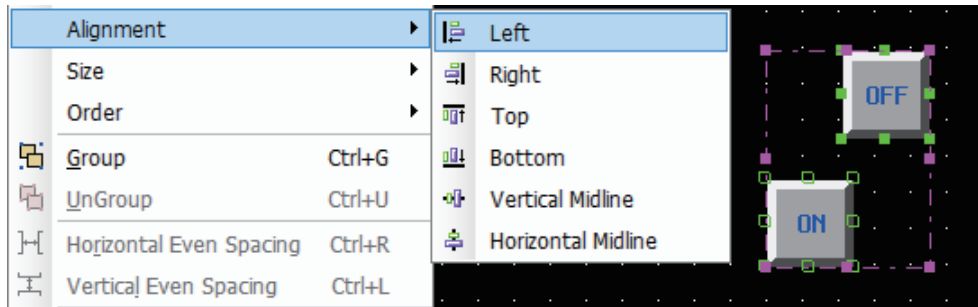 Alignment
Size
Order
Group Ctrl+G
UnGroup Ctrl+U
Horizontal Even Spacing Ctrl+R
Vertical Even Spacing Ctrl+L
Left
Right
Top
Bottom
Vertical Midline
Horizontal Midline
OFF
ON